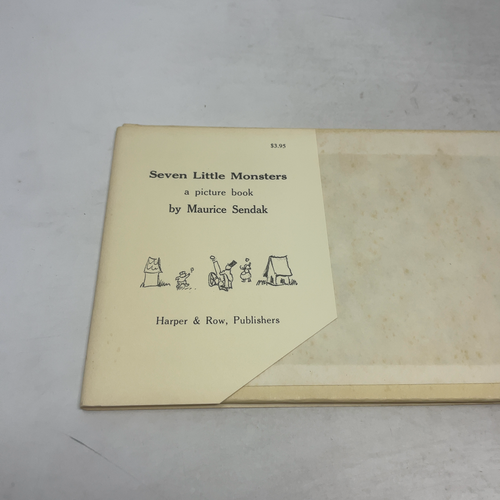 $3.95
Seven Little Monsters
a picture book
by Maurice Sendak
Harper & Row, Publishers